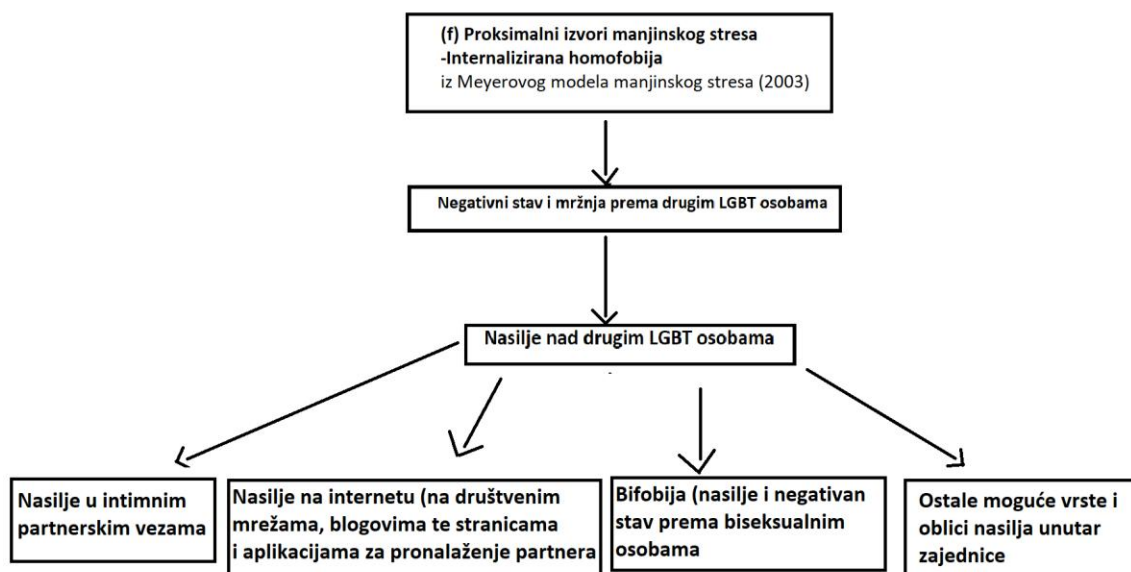 (f) Proksimalni izvori manjinskog stresa
-Internalizirana homofobija
iz Meyerovog modela manjinskog stresa (2003)
Negativni stav i mržnja prema drugim LGBT osobama
Nasilje nad drugim LGBT osobama
Nasilje u intimnim
partnerskim vezama
Nasilje na internetu (na društvenim
mrežama, blogovima te stranicama
i aplikacijama za pronalaženje partnera
Bifobija (nasilje i negativan
stav prema biseksualnim
osobama
Ostale moguće vrste i
oblici nasilja unutar
zajednice